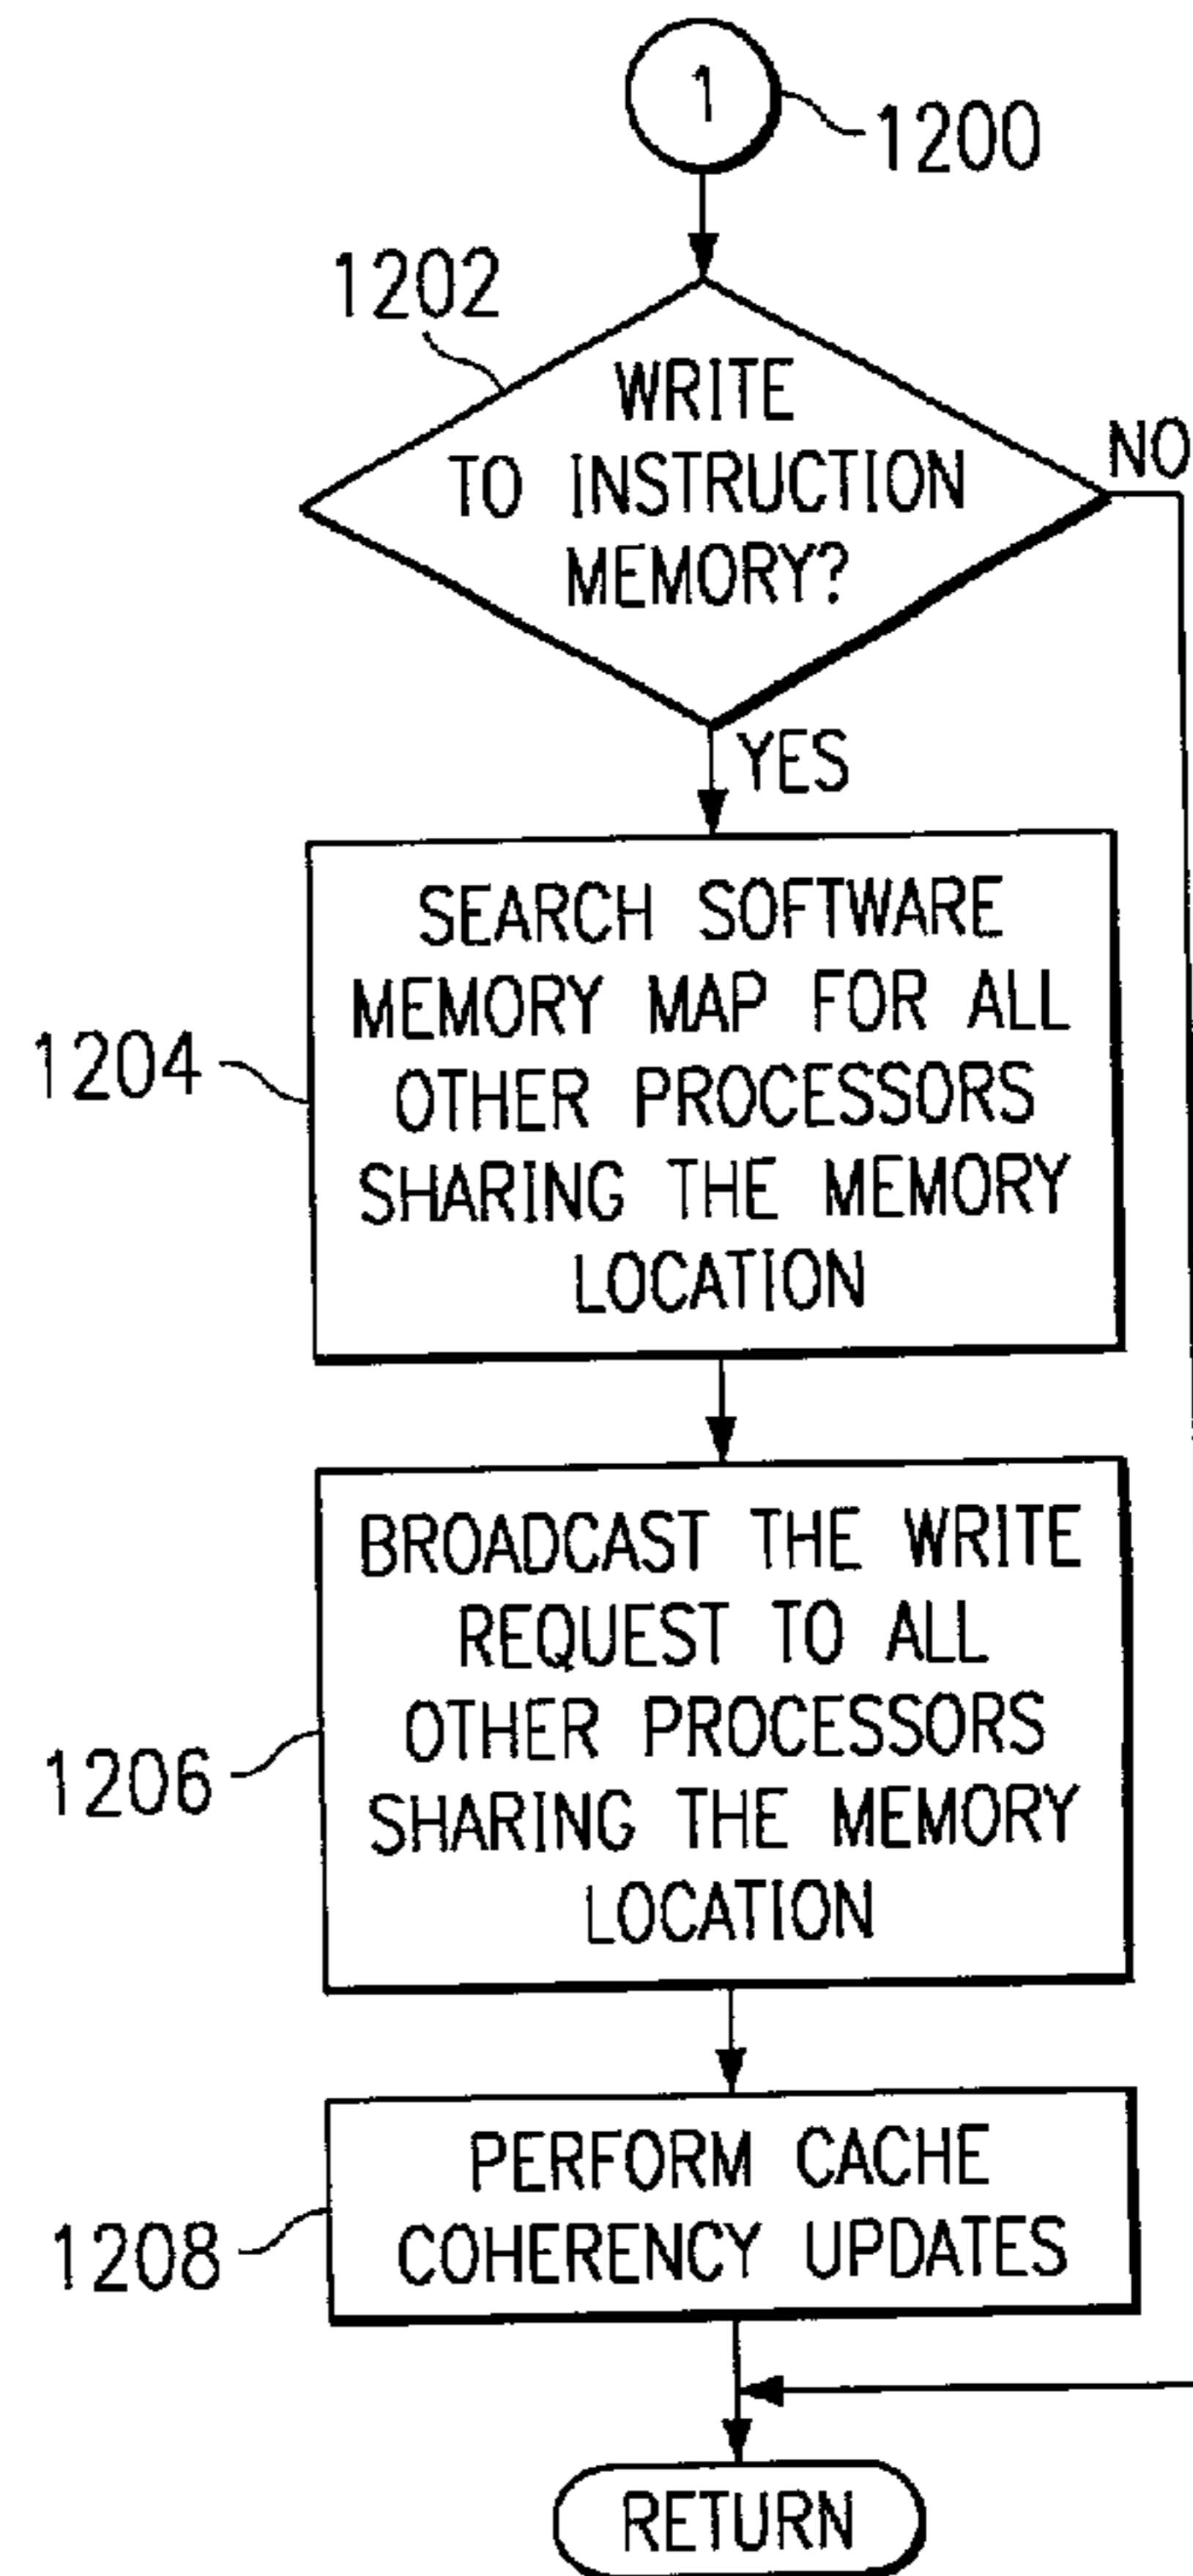 1
1200
1202
WRITE
TO INSTRUCTION
MEMORY?
NO
YES
1204
SEARCH SOFTWARE
MEMORY MAP FOR ALL
OTHER PROCESSORS
SHARING THE MEMORY
LOCATION
1206
BROADCAST THE WRITE
REQUEST TO ALL
OTHER PROCESSORS
SHARING THE MEMORY
LOCATION
1208
PERFORM CACHE
COHERENCY UPDATES
RETURN